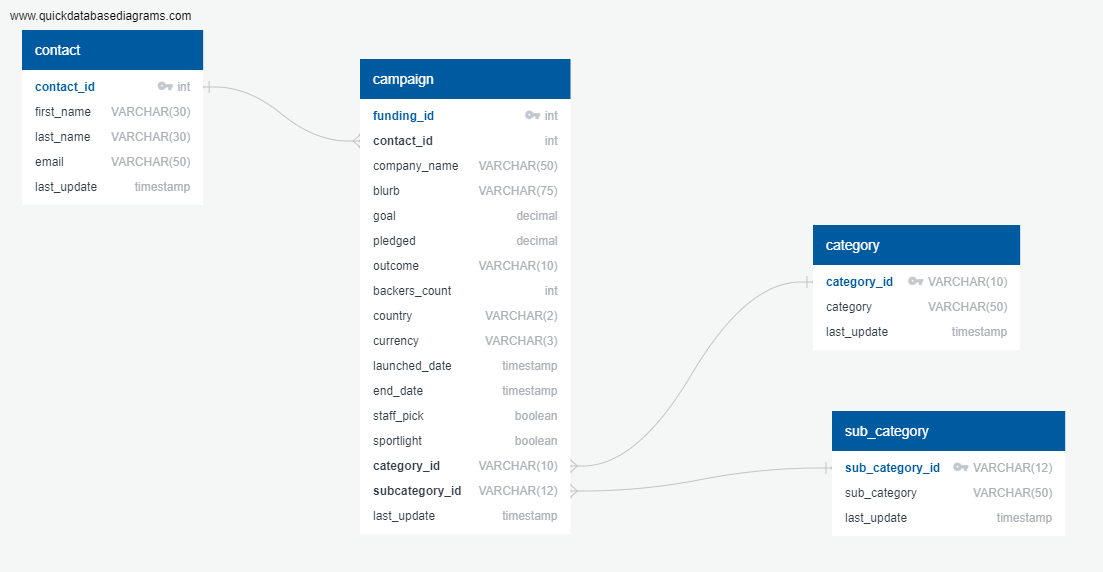 www.quickdatabasediagrams.com
contact
contact_id int
first_name VARCHAR(30)
last_name VARCHAR(30)
email VARCHAR(50)
last_update timestamp
campaign
funding_id int
contact_id int
company_name VARCHAR(50)
blurb VARCHAR(75)
goal decimal
pledged decimal
outcome VARCHAR(10)
backers_count int
country VARCHAR(2)
currency VARCHAR(3)
launched_date timestamp
end_date timestamp
staff_pick boolean
sportlight boolean
category_id VARCHAR(10)
subcategory_id VARCHAR(12)
last_update timestamp
category
category_id VARCHAR(10)
category VARCHAR(50)
last_update timestamp
sub_category
sub_category_id VARCHAR(12)
sub_category VARCHAR(50)
last_update timestamp